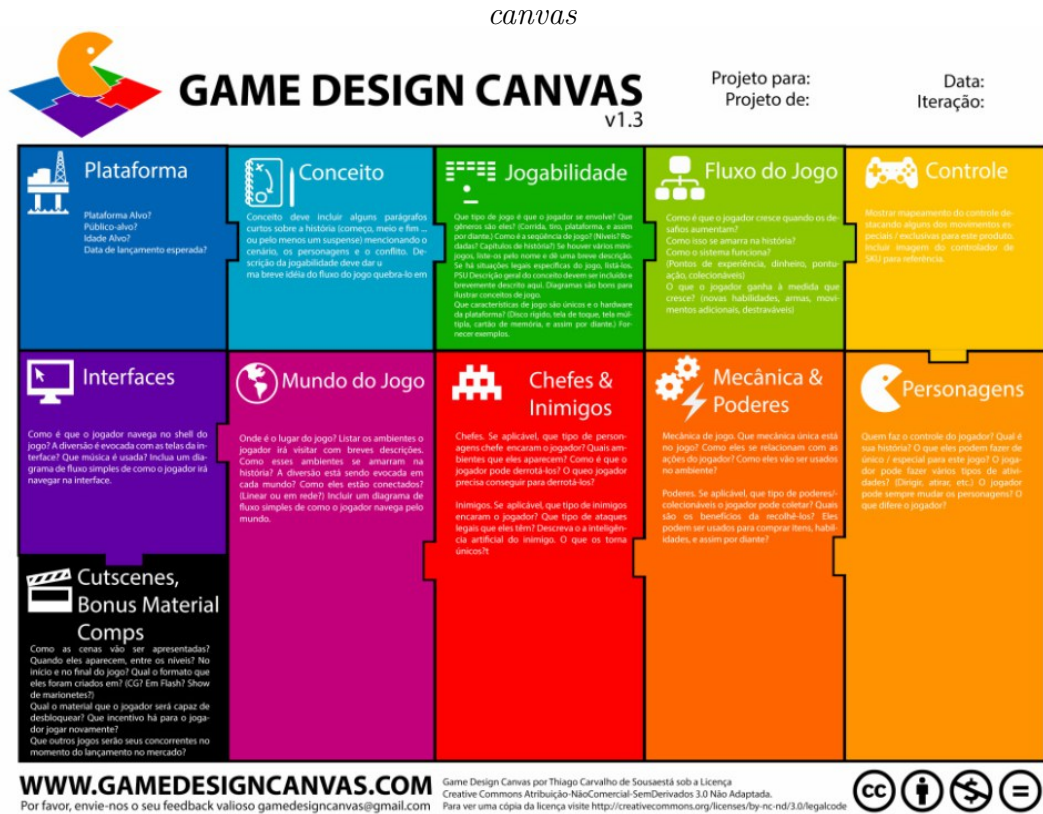 canvas
GAME DESIGN CANVAS
v1.3
Projeto para:
Projeto de:
Data:
Iteração:
Plataforma
Plataforma Alvo?
Público-alvo?
Idade Alvo?
Data de lançamento esperada?
Conceito
Conceito deve incluir alguns parágrafos
curtos sobre a história (começo, meio e fim ...
ou pelo menos um suspense) mencionando o
cenário, os personagens e o conflito. De-
scrição da jogabilidade deve dar u
ma breve idéia do fluxo do jogo quebra-lo em
Jogabilidade
Que tipo de jogo é que o jogador se envolve? Que
gêneros são eles? (Corrida, tiro, plataforma, e assim
por diante.) Como é a seqüência de jogo? (Níveis? Ro-
dadas? Capítulos de história?) Se houver vários mini-
jogos, liste-os pelo nome e dê uma breve descrição.
Se há situações legais específicas do jogo, listá-los.
PSU Descrição geral do conceito devem ser incluído e
brevemente descrito aqui. Diagramas são bons para
ilustrar conceitos de jogo.
Que características de jogo são únicos e o hardware
da plataforma? (Disco rígido, tela de toque, tela múl-
tipla, cartão de memória, e assim por diante.) For-
necer exemplos.
Fluxo do Jogo
Como é que o jogador cresce quando os de-
safios aumentam?
Como isso se amarra na história?
Como o sistema funciona?
(Pontos de experiência, dinheiro, pontu-
ação, colecionáveis)
O que o jogador ganha à medida que
cresce? (novas habilidades, armas, movi-
mentos adicionais, destraváveis)
Controle
Mostrar mapeamento do controle de-
stacando alguns dos movimentos es-
peciais / exclusivas para este produto.
Incluir imagem do controlador de
SKU para referência.
Interfaces
Como é que o jogador navega no shell do
jogo? A diversão é evocada com as telas da in-
terface? Que música é usada? Inclua um dia-
grama de fluxo simples de como o jogador irá
navegar na interface.
Mundo do Jogo
Onde é o lugar do jogo? Listar os ambientes o
jogador irá visitar com breves descrições.
Como esses ambientes se amarram na
história? A diversão está sendo evocada em
cada mundo? Como eles estão conectados?
(Linear ou em rede?) Incluir um diagrama de
fluxo simples de como o jogador navega pelo
mundo.
Chefes &
Inimigos
Chefes. Se aplicável, que tipo de person-
agens chefe encaram o jogador? Quais am-
bientes que eles aparecem? Como é que o
jogador pode derrotá-los? O queo jogador
precisa conseguir para derrotá-los?
Inimigos. Se aplicável, que tipo de inimigos
encaram o jogador? Que tipo de ataques
legais que eles têm? Descreva o a inteligên-
cia artificial do inimigo. O que os torna
únicos?t
Mecânica &
Poderes
Mecânica de jogo. Que mecânica única está
no jogo? Como eles se relacionam com as
ações do jogador? Como eles vão ser usados
no ambiente?
Poderes. Se aplicável, que tipo de poderes/
colecionáveis o jogador pode coletar? Quais
são os benefícios da recolhê-los? Eles
podem ser usados para comprar itens, habil-
idades, e assim por diante?
Personagens
Quem faz o controle do jogador? Qual é
sua história? O que eles podem fazer de
único / especial para este jogo? O joga-
dor pode fazer vários tipos de ativi-
dades? (Dirigir, atirar, etc.) O jogador
pode sempre mudar os personagens? O
que difere o jogador?
Cutscenes,
Bonus Material
Comps
Como as cenas vão ser apresentadas?
Quando eles aparecem, entre os níveis? No
início e no final do jogo? Qual o formato que
eles foram criados em? (CG? Em Flash? Show
de marionetes?)
Qual o material que o jogador será capaz de
desbloquear? Que incentivo há para o joga-
dor jogar novamente?
Que outros jogos serão seus concorrentes no
momento do lançamento no mercado?
WWW.GAMEDESIGNCANVAS.COM
Por favor, envie-nos o seu feedback valioso gamedesigncanvas@gmail.com
Game Design Canvas por Thiago Carvalho de Sousaestá sob a Licença
Creative Commons Atribuição-NãoComercial-SemDerivados 3.0 Não Adaptada.
Para ver uma cópia da licença visite http://creativecommons.org/licenses/by-nc-nd/3.0/legalcode
cc